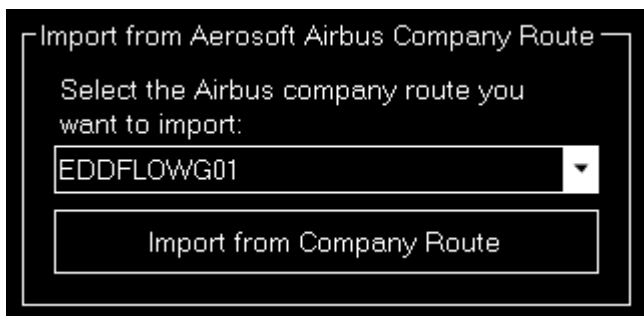 Import from Aerosoft Airbus Company Route
Select the Airbus company route you
want to import:
EDDFLOWG01
Import from Company Route